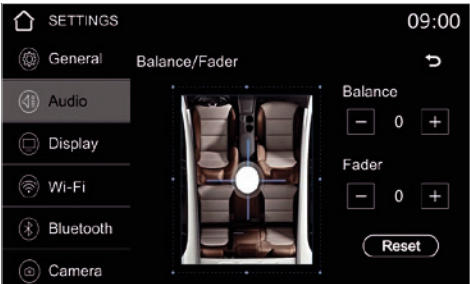 SETTINGS
09:00
General
Audio
Display
Wi-Fi
Bluetooth
Camera
Balance/Fader
Balance
− 0 +
Fader
− 0 +
Reset